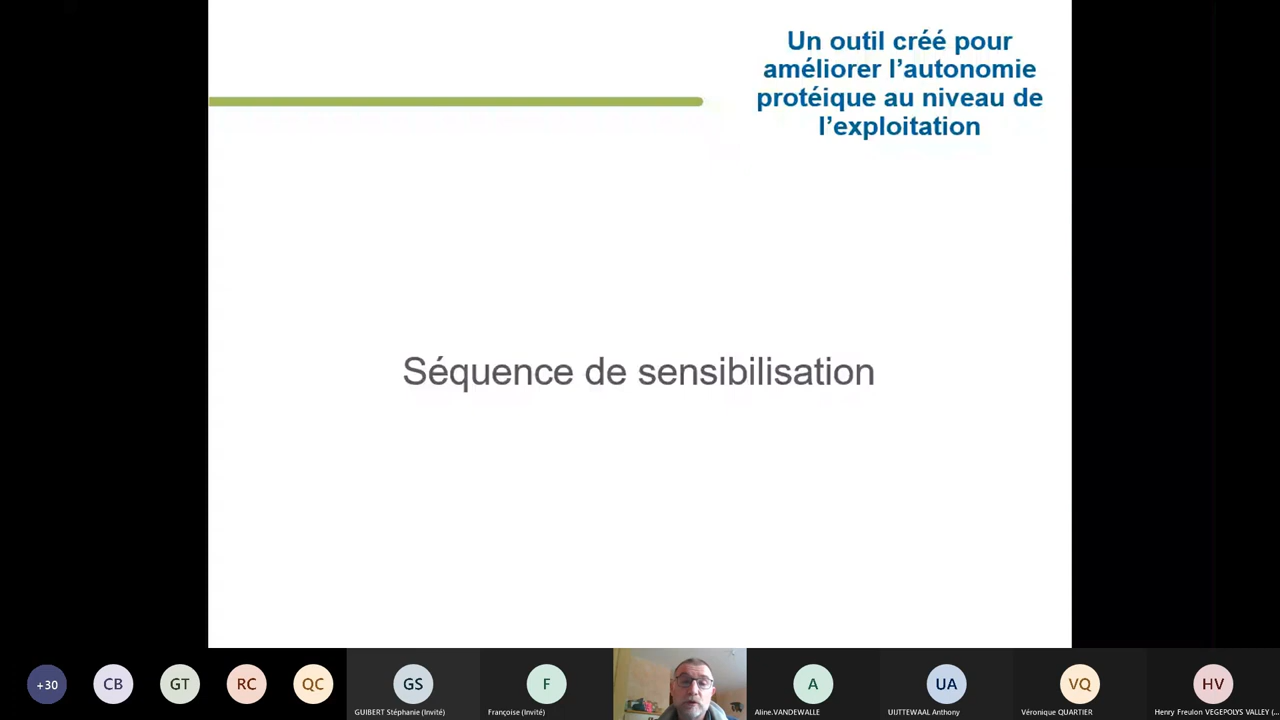 Un outil créé pour
améliorer l'autonomie
protéique au niveau de
l'exploitation
Séquence de sensibilisation
+30
CB
GT
RC
QC
GS
F
A
UA
VQ
HV
GUIBERT Stéphanie (Invité)
Françoise (Invité)
Aline.VANDEWALLE
UIJTTEWAAL Anthony
Véronique QUARTIER
Henry Freulon VEGEPOLYS VALLEY (...